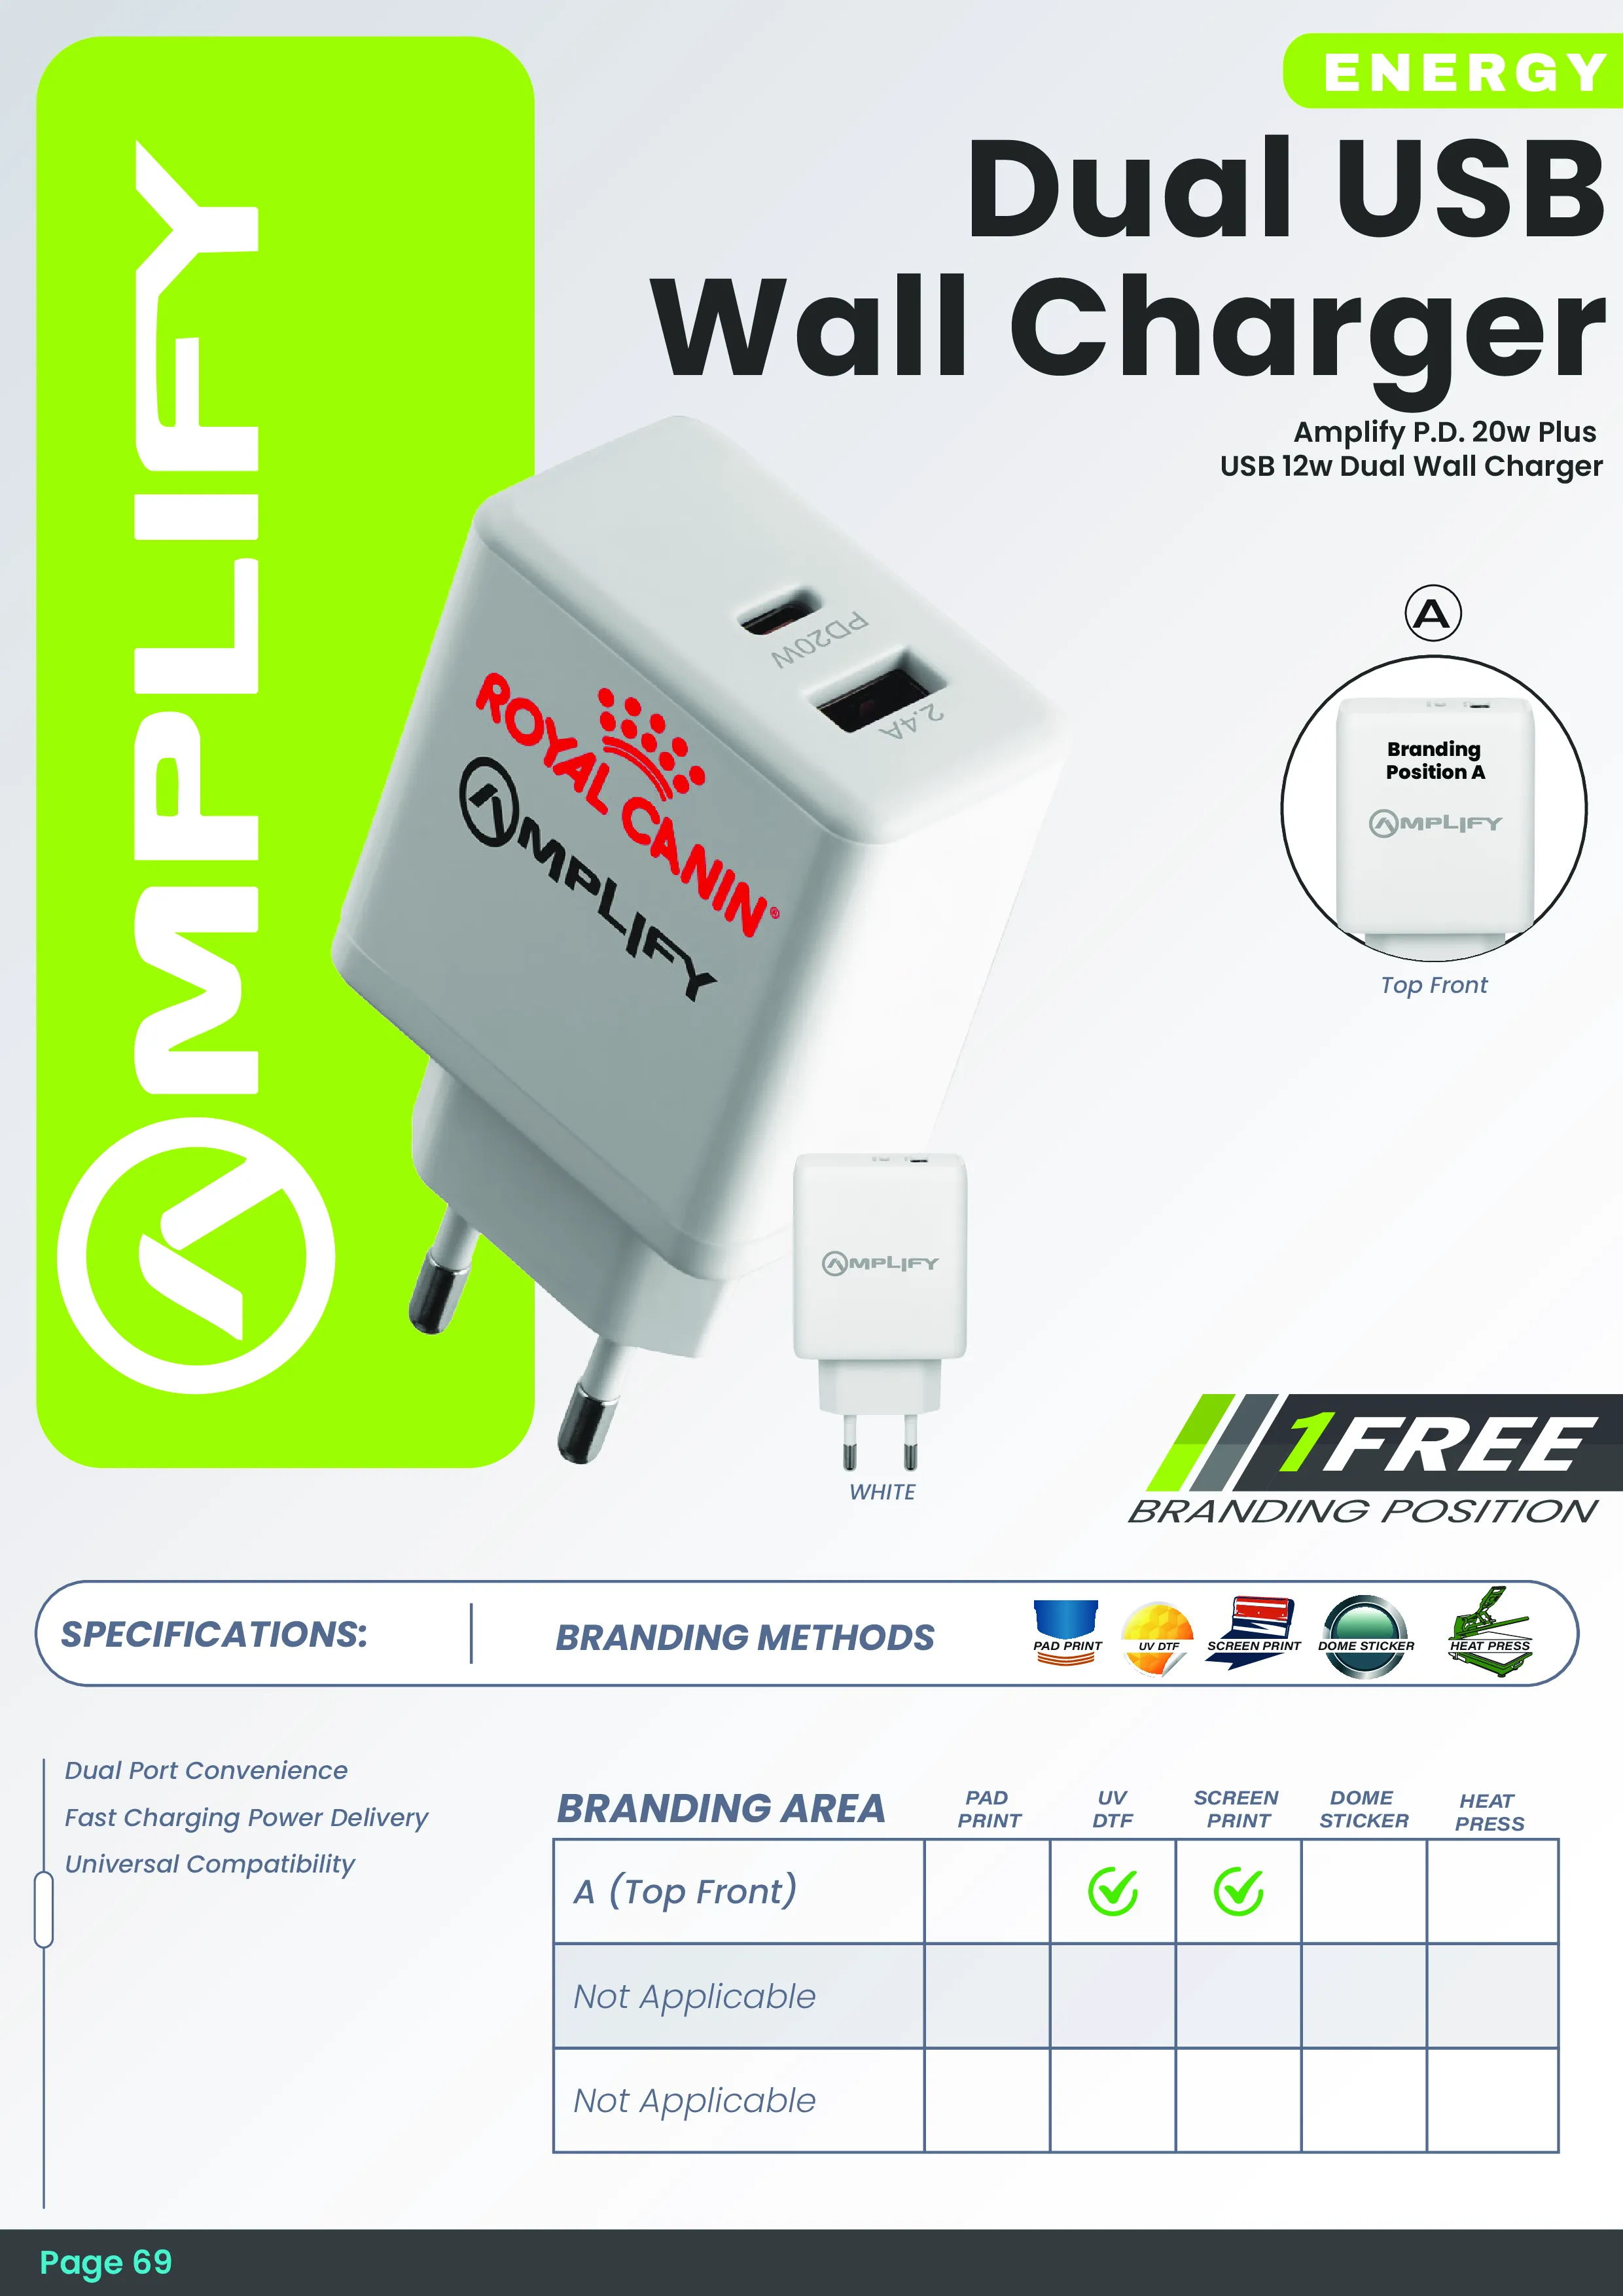 ENERGY
Dual USB
Wall Charger
Amplify P.D. 20w Plus
USB 12w Dual Wall Charger
AMPLIFY
PD20W
2.4A
ROYAL CANIN®
AMPLIFY
A
Branding
Position A
AMPLIFY
Top Front
AMPLIFY
WHITE
1FREE
BRANDING POSITION
SPECIFICATIONS:
BRANDING METHODS
PAD PRINT
UV DTF
SCREEN PRINT
DOME STICKER
HEAT PRESS
Dual Port Convenience
Fast Charging Power Delivery
Universal Compatibility
BRANDING AREA
PAD
PRINT
UV
DTF
SCREEN
PRINT
DOME
STICKER
HEAT
PRESS
A (Top Front)
Not Applicable
Not Applicable
Page 69